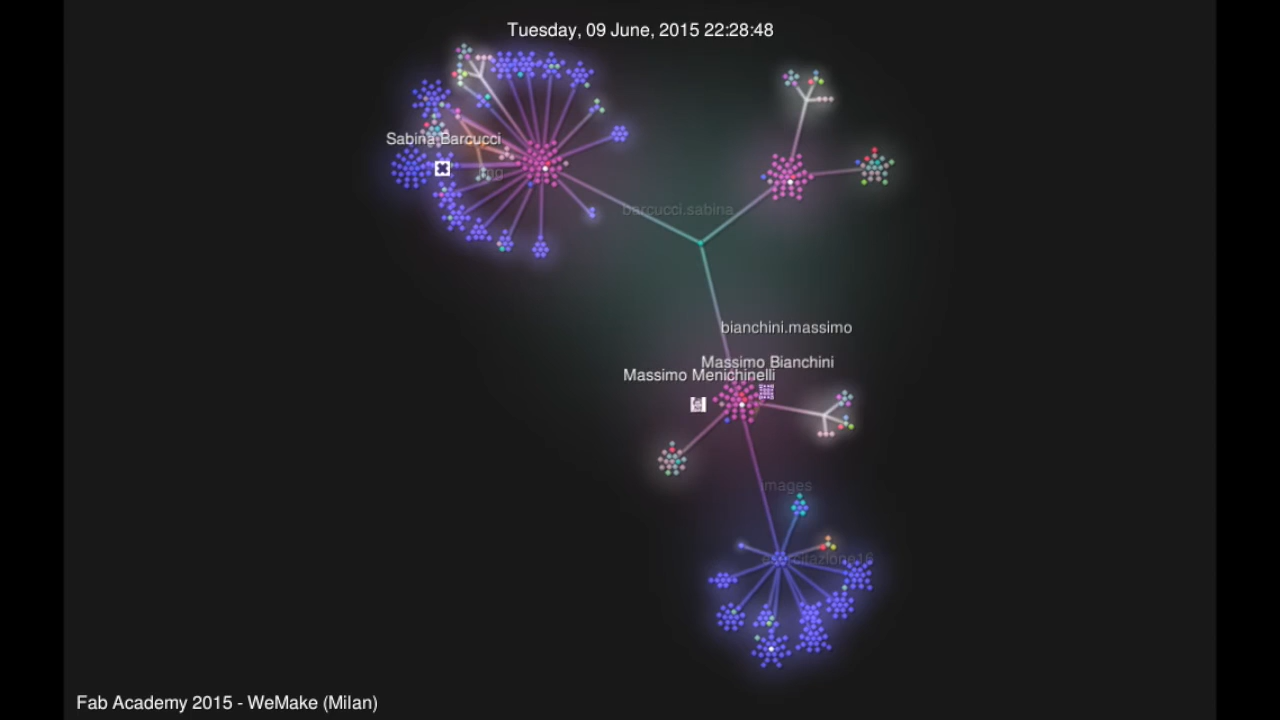 Tuesday, 09 June, 2015 22:28:48
Sabina Barcucci
barcucci.sabina
bianchini.massimo
Massimo Bianchini
Massimo Menichinelli
images
Fab Academy 2015 - WeMake (Milan)